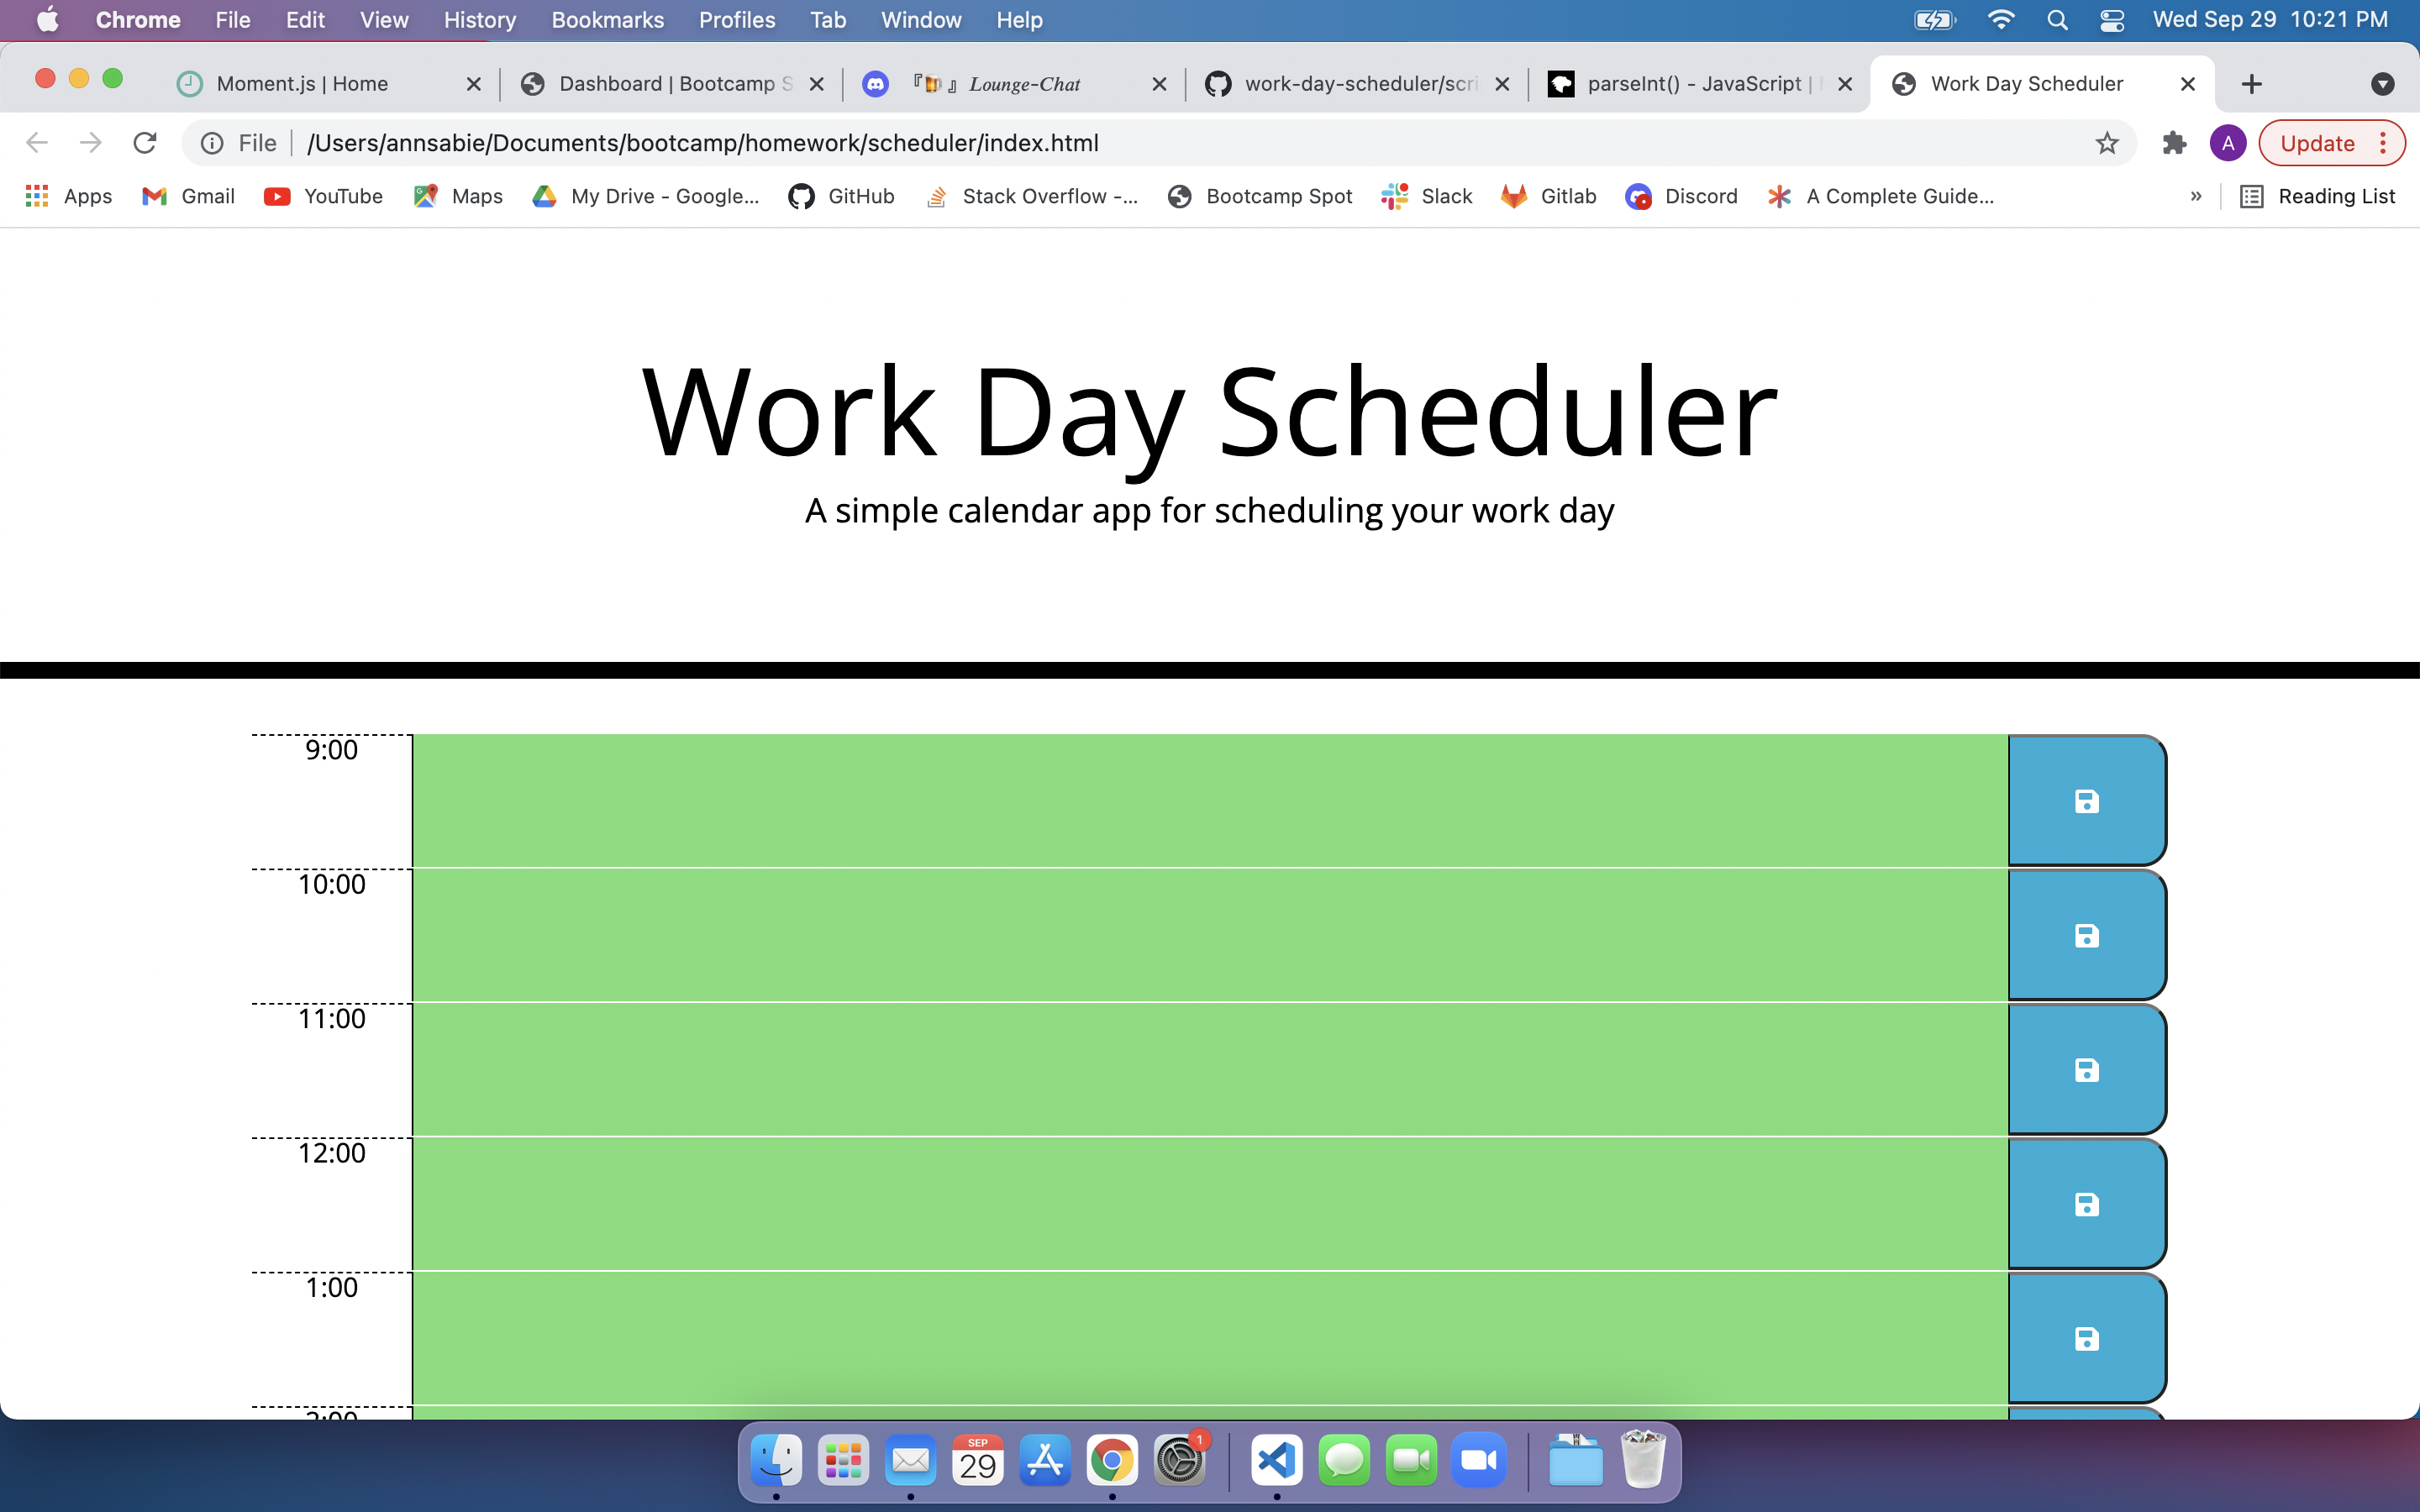 Chrome File Edit View History Bookmarks Profiles Tab Window Help Wed Sep 29 10:21 PM
Moment.js | Home Dashboard | Bootcamp S 『🍺』 Lounge-Chat work-day-scheduler/scri parseInt() - JavaScript | Work Day Scheduler
File /Users/annsabie/Documents/bootcamp/homework/scheduler/index.html A Update
Apps Gmail YouTube Maps My Drive - Google... GitHub Stack Overflow -... Bootcamp Spot Slack Gitlab Discord A Complete Guide... » Reading List
Work Day Scheduler
A simple calendar app for scheduling your work day
9:00
10:00
11:00
12:00
1:00
SEP
29
1